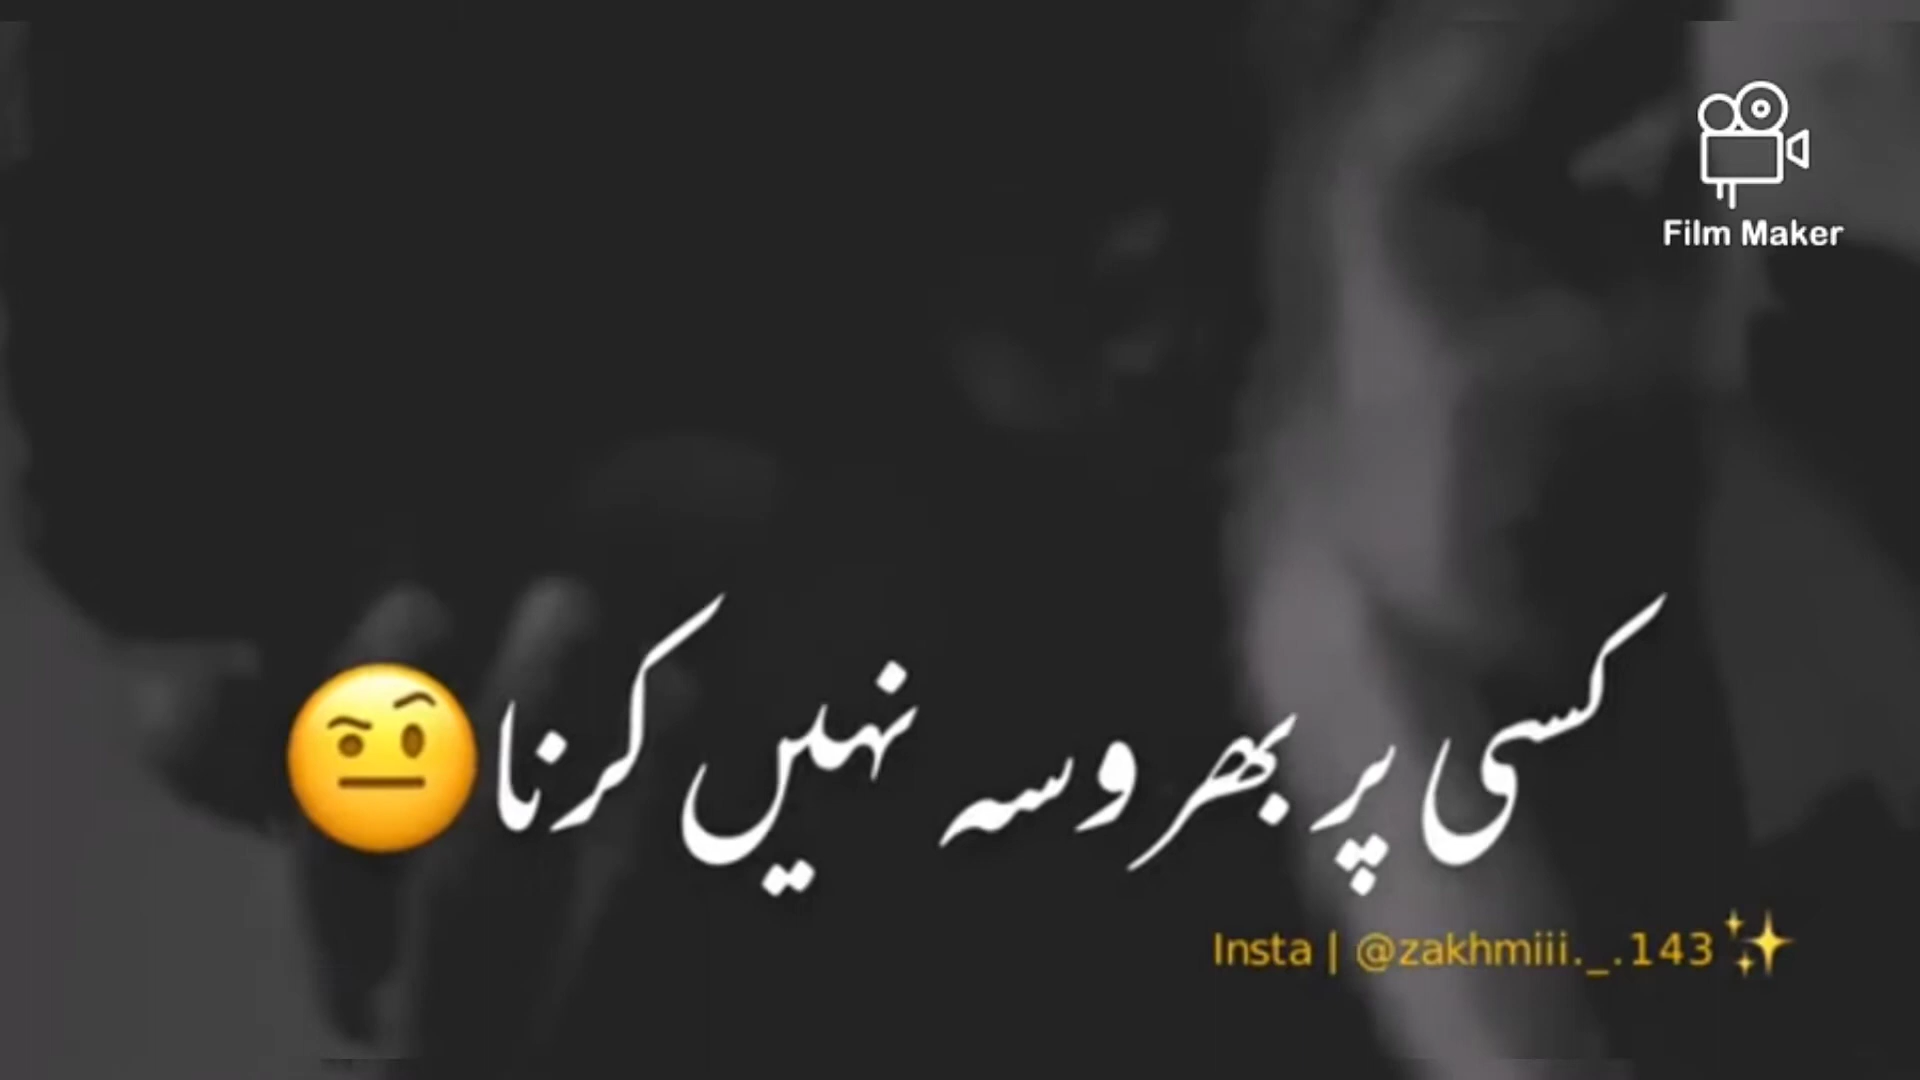 Film Maker
کسی پر بھروسہ نہیں کرنا🤨
Insta | @zakhmiii._.143✨